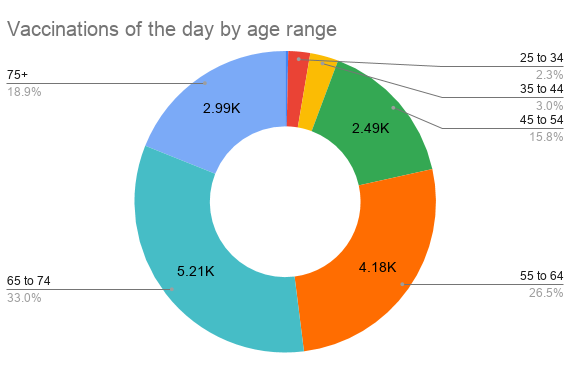 Vaccinations of the day by age range
25 to 34
2.3%
35 to 44
3.0%
45 to 54
15.8%
55 to 64
26.5%
65 to 74
33.0%
75+
18.9%
2.99K
2.49K
4.18K
5.21K